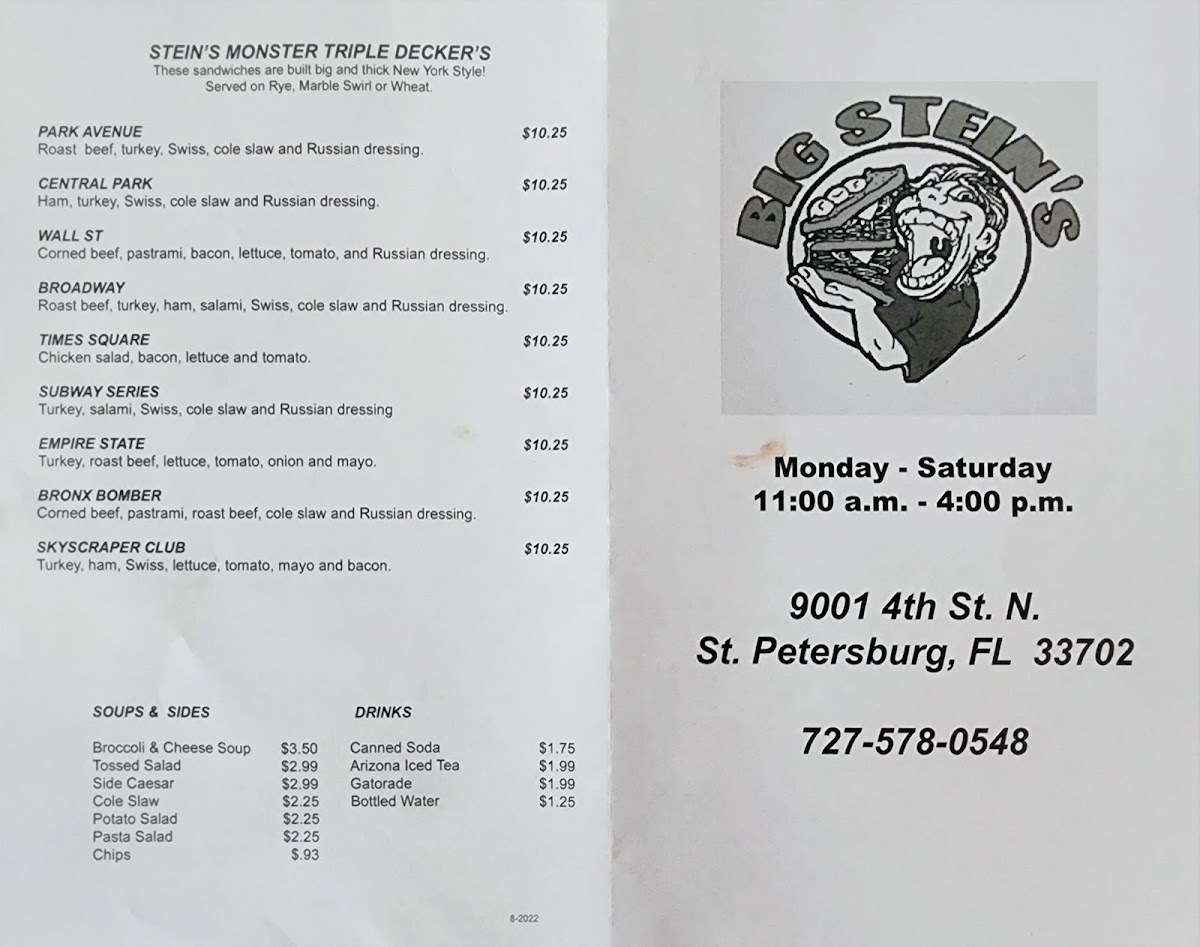 STEIN'S MONSTER TRIPLE DECKER'S
These sandwiches are built big and thick New York Style!
Served on Rye, Marble Swirl or Wheat.
PARK AVENUE $10.25
Roast beef, turkey, Swiss, cole slaw and Russian dressing.
CENTRAL PARK $10.25
Ham, turkey, Swiss, cole slaw and Russian dressing.
WALL ST $10.25
Corned beef, pastrami, bacon, lettuce, tomato, and Russian dressing.
BROADWAY $10.25
Roast beef, turkey, ham, salami, Swiss, cole slaw and Russian dressing.
TIMES SQUARE $10.25
Chicken salad, bacon, lettuce and tomato.
SUBWAY SERIES $10.25
Turkey, salami, Swiss, cole slaw and Russian dressing
EMPIRE STATE $10.25
Turkey, roast beef, lettuce, tomato, onion and mayo.
BRONX BOMBER $10.25
Corned beef, pastrami, roast beef, cole slaw and Russian dressing.
SKYSCRAPER CLUB $10.25
Turkey, ham, Swiss, lettuce, tomato, mayo and bacon.
SOUPS & SIDES
Broccoli & Cheese Soup $3.50
Tossed Salad $2.99
Side Caesar $2.99
Cole Slaw $2.25
Potato Salad $2.25
Pasta Salad $2.25
Chips $.93
DRINKS
Canned Soda $1.75
Arizona Iced Tea $1.99
Gatorade $1.99
Bottled Water $1.25
8-2022
BIG STEIN'S
Monday - Saturday
11:00 a.m. - 4:00 p.m.
9001 4th St. N.
St. Petersburg, FL 33702
727-578-0548